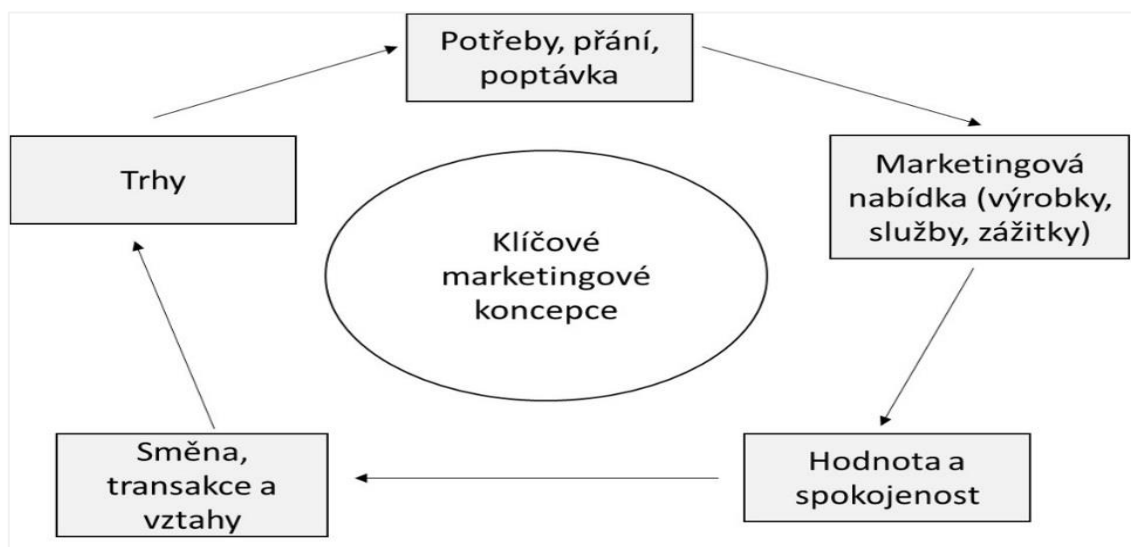 Potřeby, přání,
poptávka
Trhy
Marketingová
nabídka (výrobky,
služby, zážitky)
Klíčové
marketingové
koncepce
Směna,
transakce a
vztahy
Hodnota a
spokojenost